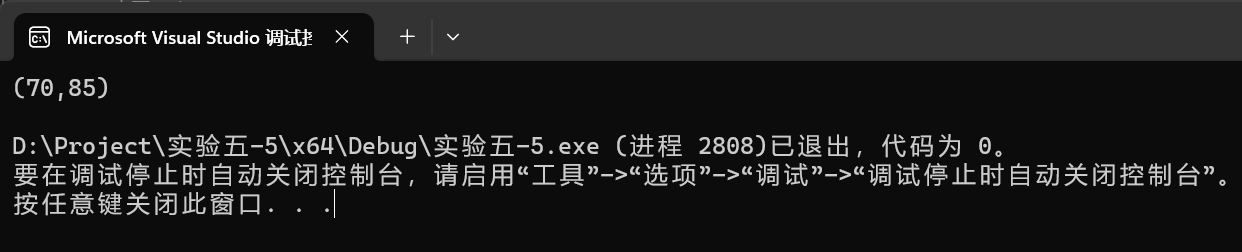 Microsoft Visual Studio 调试
(70,85)
D:\Project\实验五-5\x64\Debug\实验五-5.exe (进程 2808)已退出，代码为 0。
要在调试停止时自动关闭控制台，请启用“工具”->“选项”->“调试”->“调试停止时自动关闭控制台”。
按任意键关闭此窗口. . .